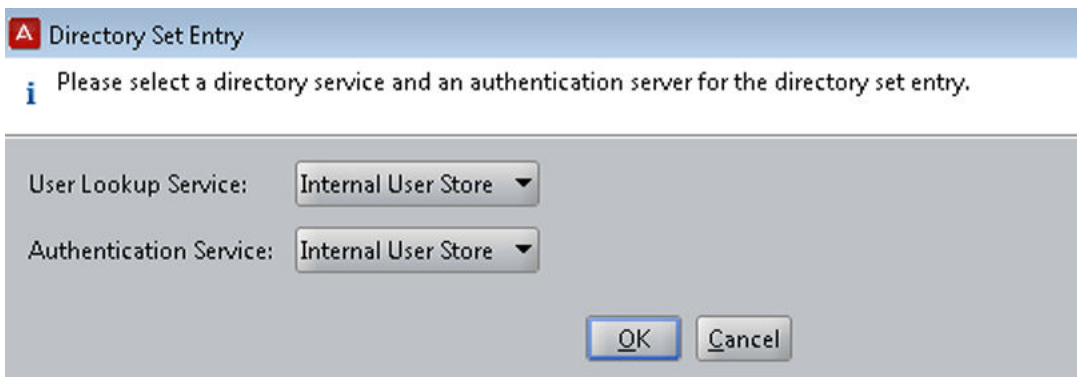 Directory Set Entry
Please select a directory service and an authentication server for the directory set entry.
User Lookup Service: Internal User Store
Authentication Service: Internal User Store
OK Cancel